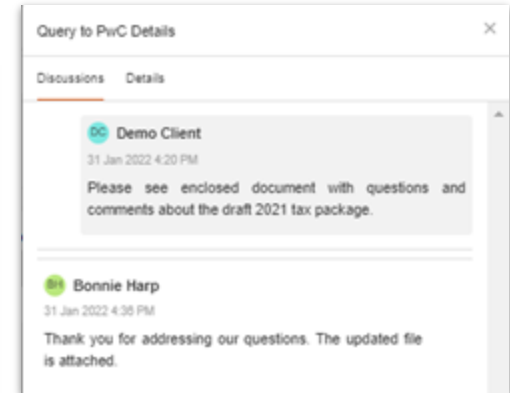 Query to PwC Details
Discussions Details
DC Demo Client
31 Jan 2022 4:20 PM
Please see enclosed document with questions and
comments about the draft 2021 tax package.
BH Bonnie Harp
31 Jan 2022 4:36 PM
Thank you for addressing our questions. The updated file
is attached.